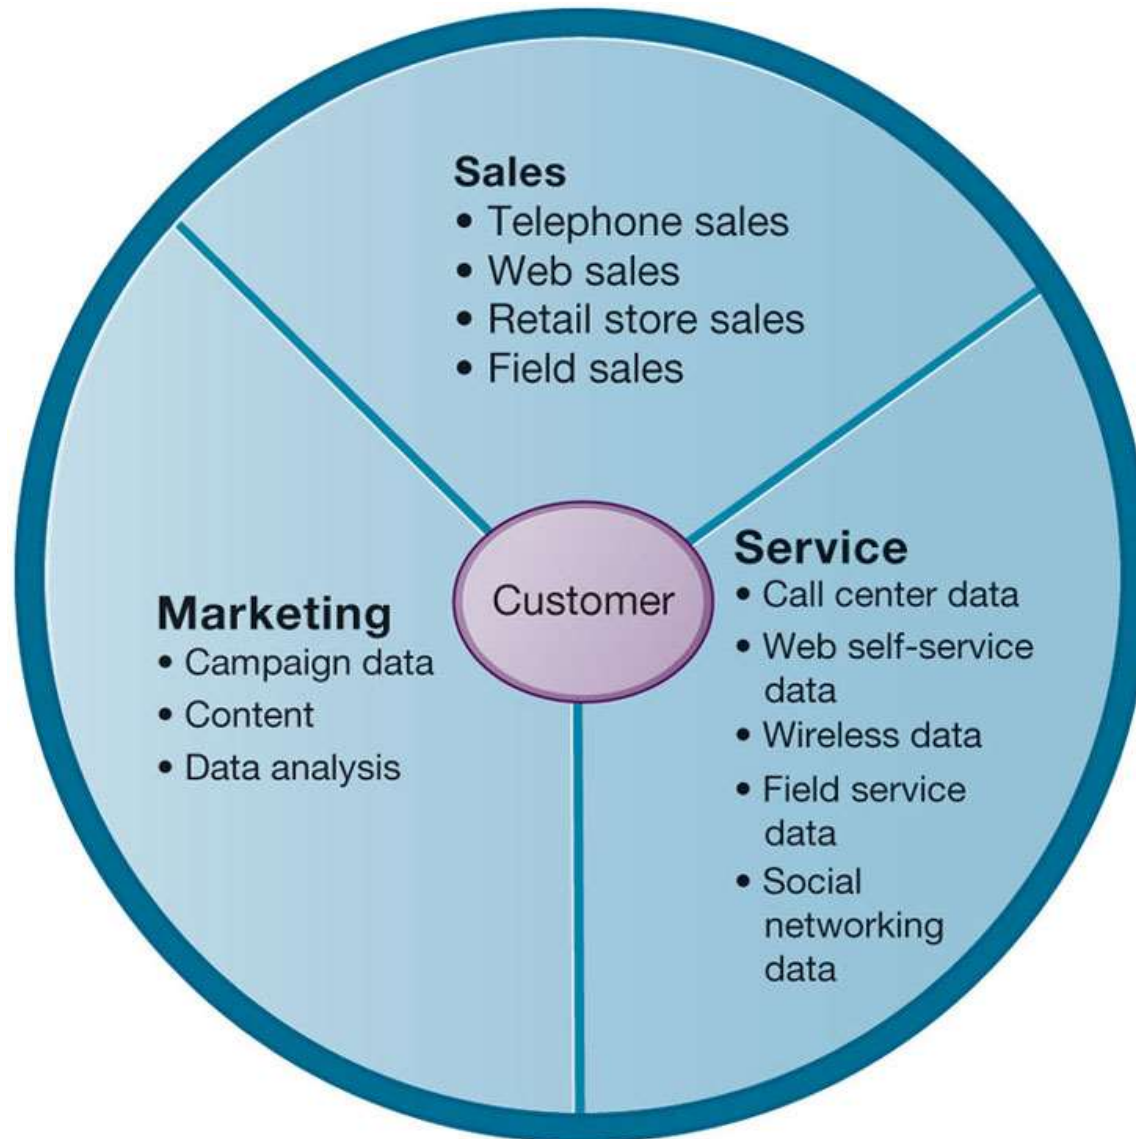 Sales
• Telephone sales
• Web sales
• Retail store sales
• Field sales
Customer
Service
• Call center data
• Web self-service
data
• Wireless data
• Field service
data
• Social
networking
data
Marketing
• Campaign data
• Content
• Data analysis